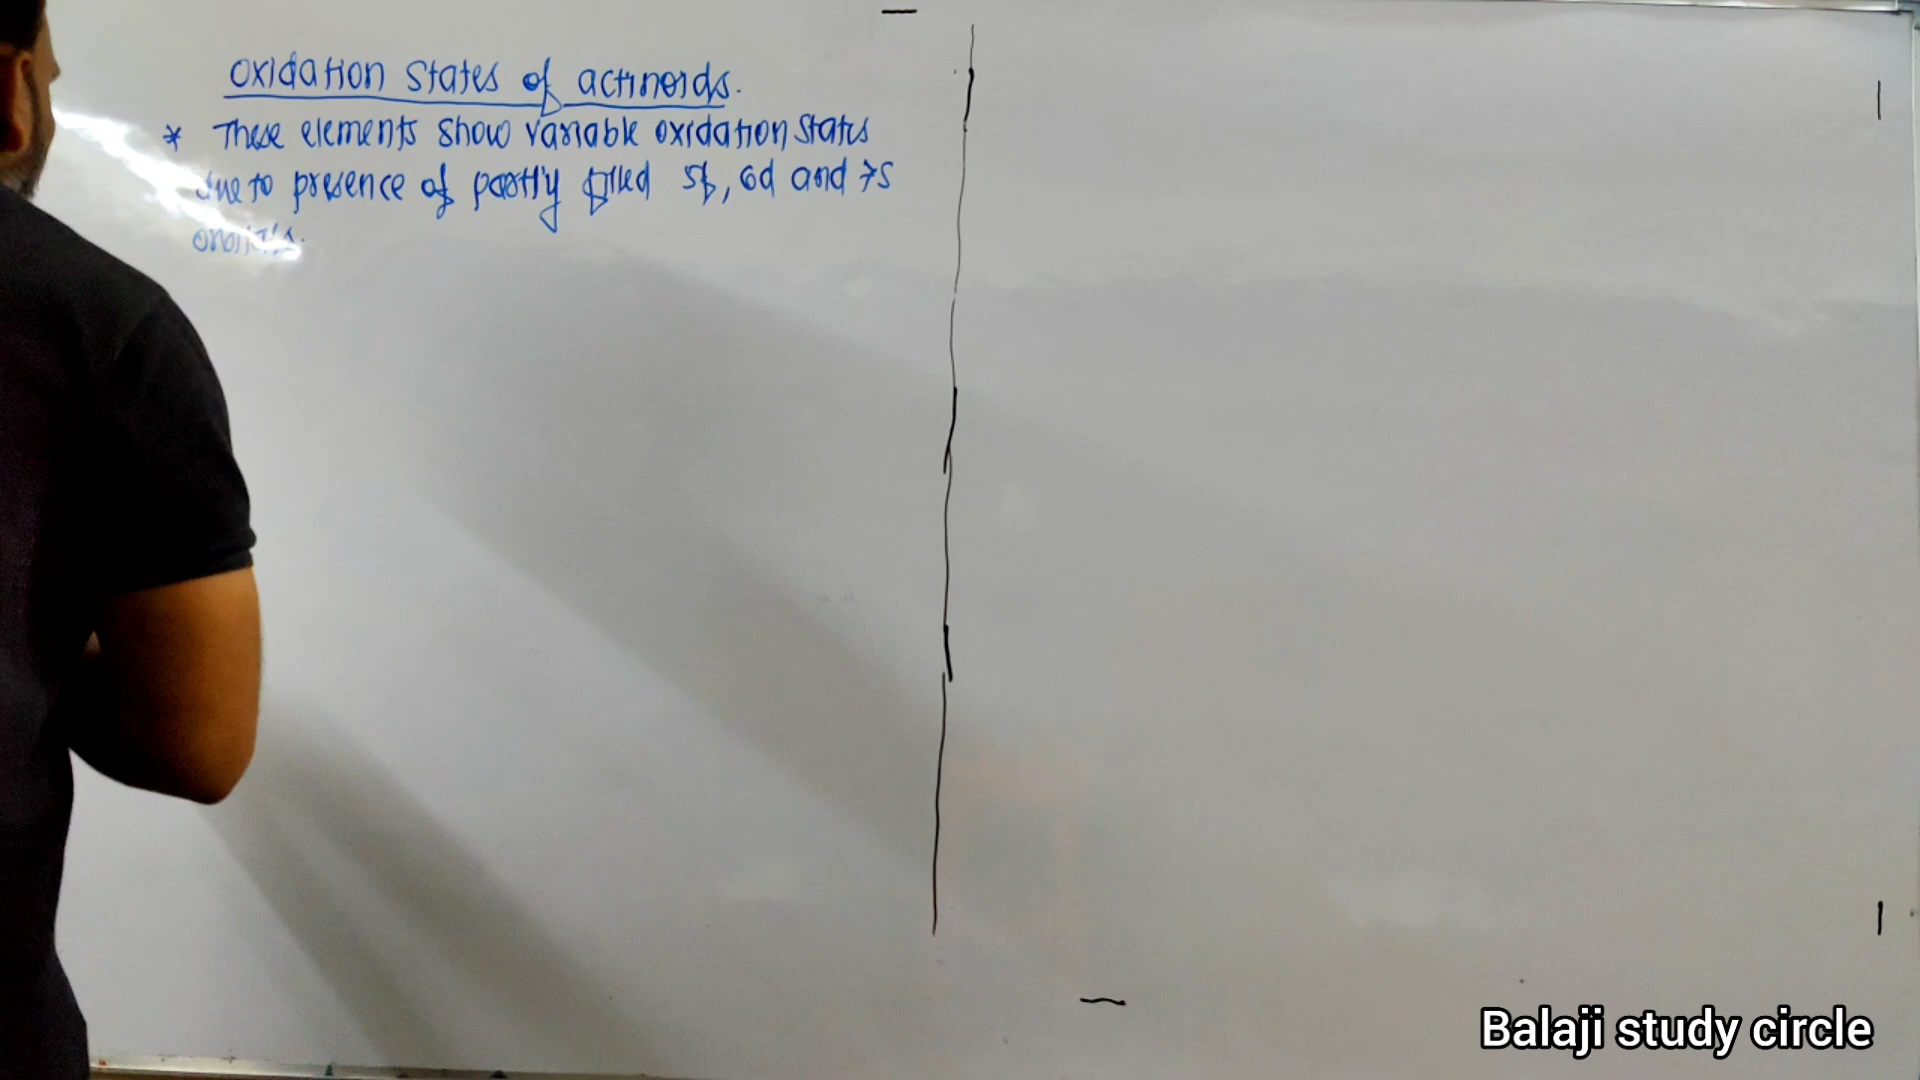 Oxidation States of actinoids.
* These elements show variable oxidation states
due to presence of partly filled 5f, 6d and 7s
orbitals.
Balaji study circle